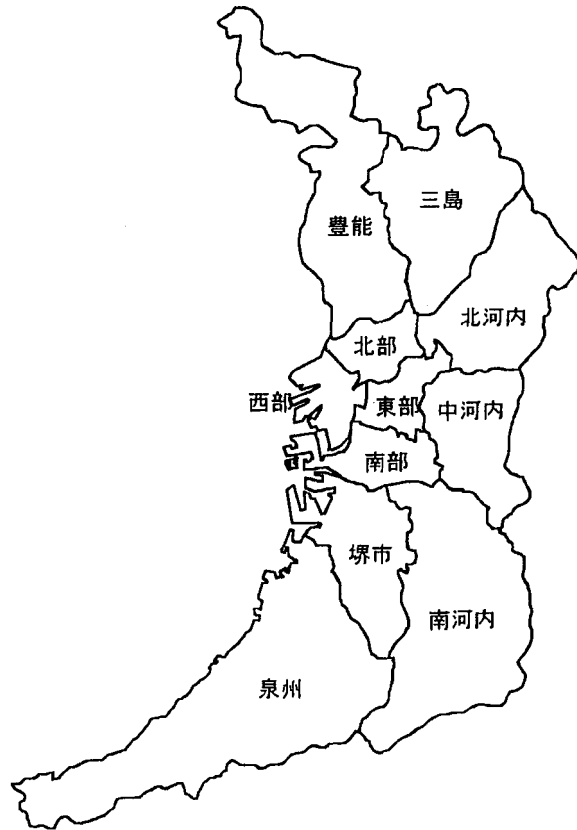 三島
豊能
北河内
北部
西部
東部
中河内
南部
堺市
南河内
泉州